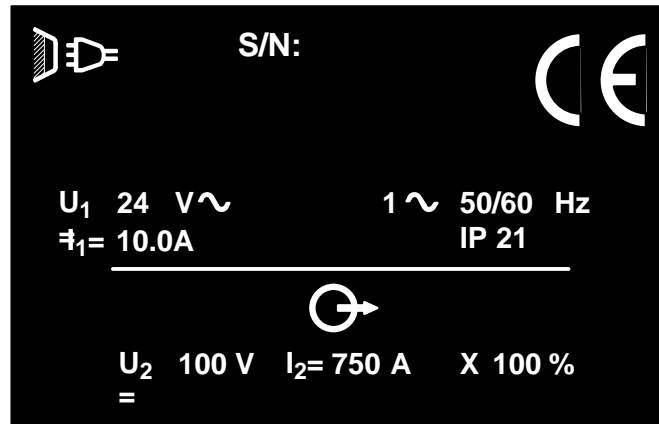 S/N:
CE
U1 24 V∿ 1∿ 50/60 Hz
I1= 10.0A IP 21
U2 100 V I2= 750 A X 100 %
=